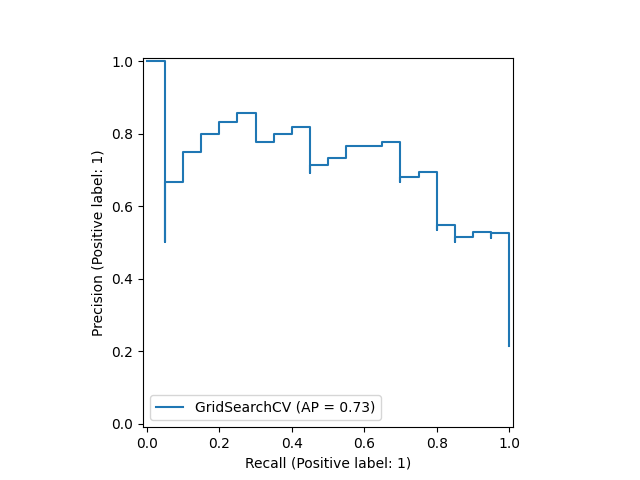 1.0
0.8
0.6
0.4
0.2
0.0
Precision (Positive label: 1)
GridSearchCV (AP = 0.73)
0.0 0.2 0.4 0.6 0.8 1.0
Recall (Positive label: 1)